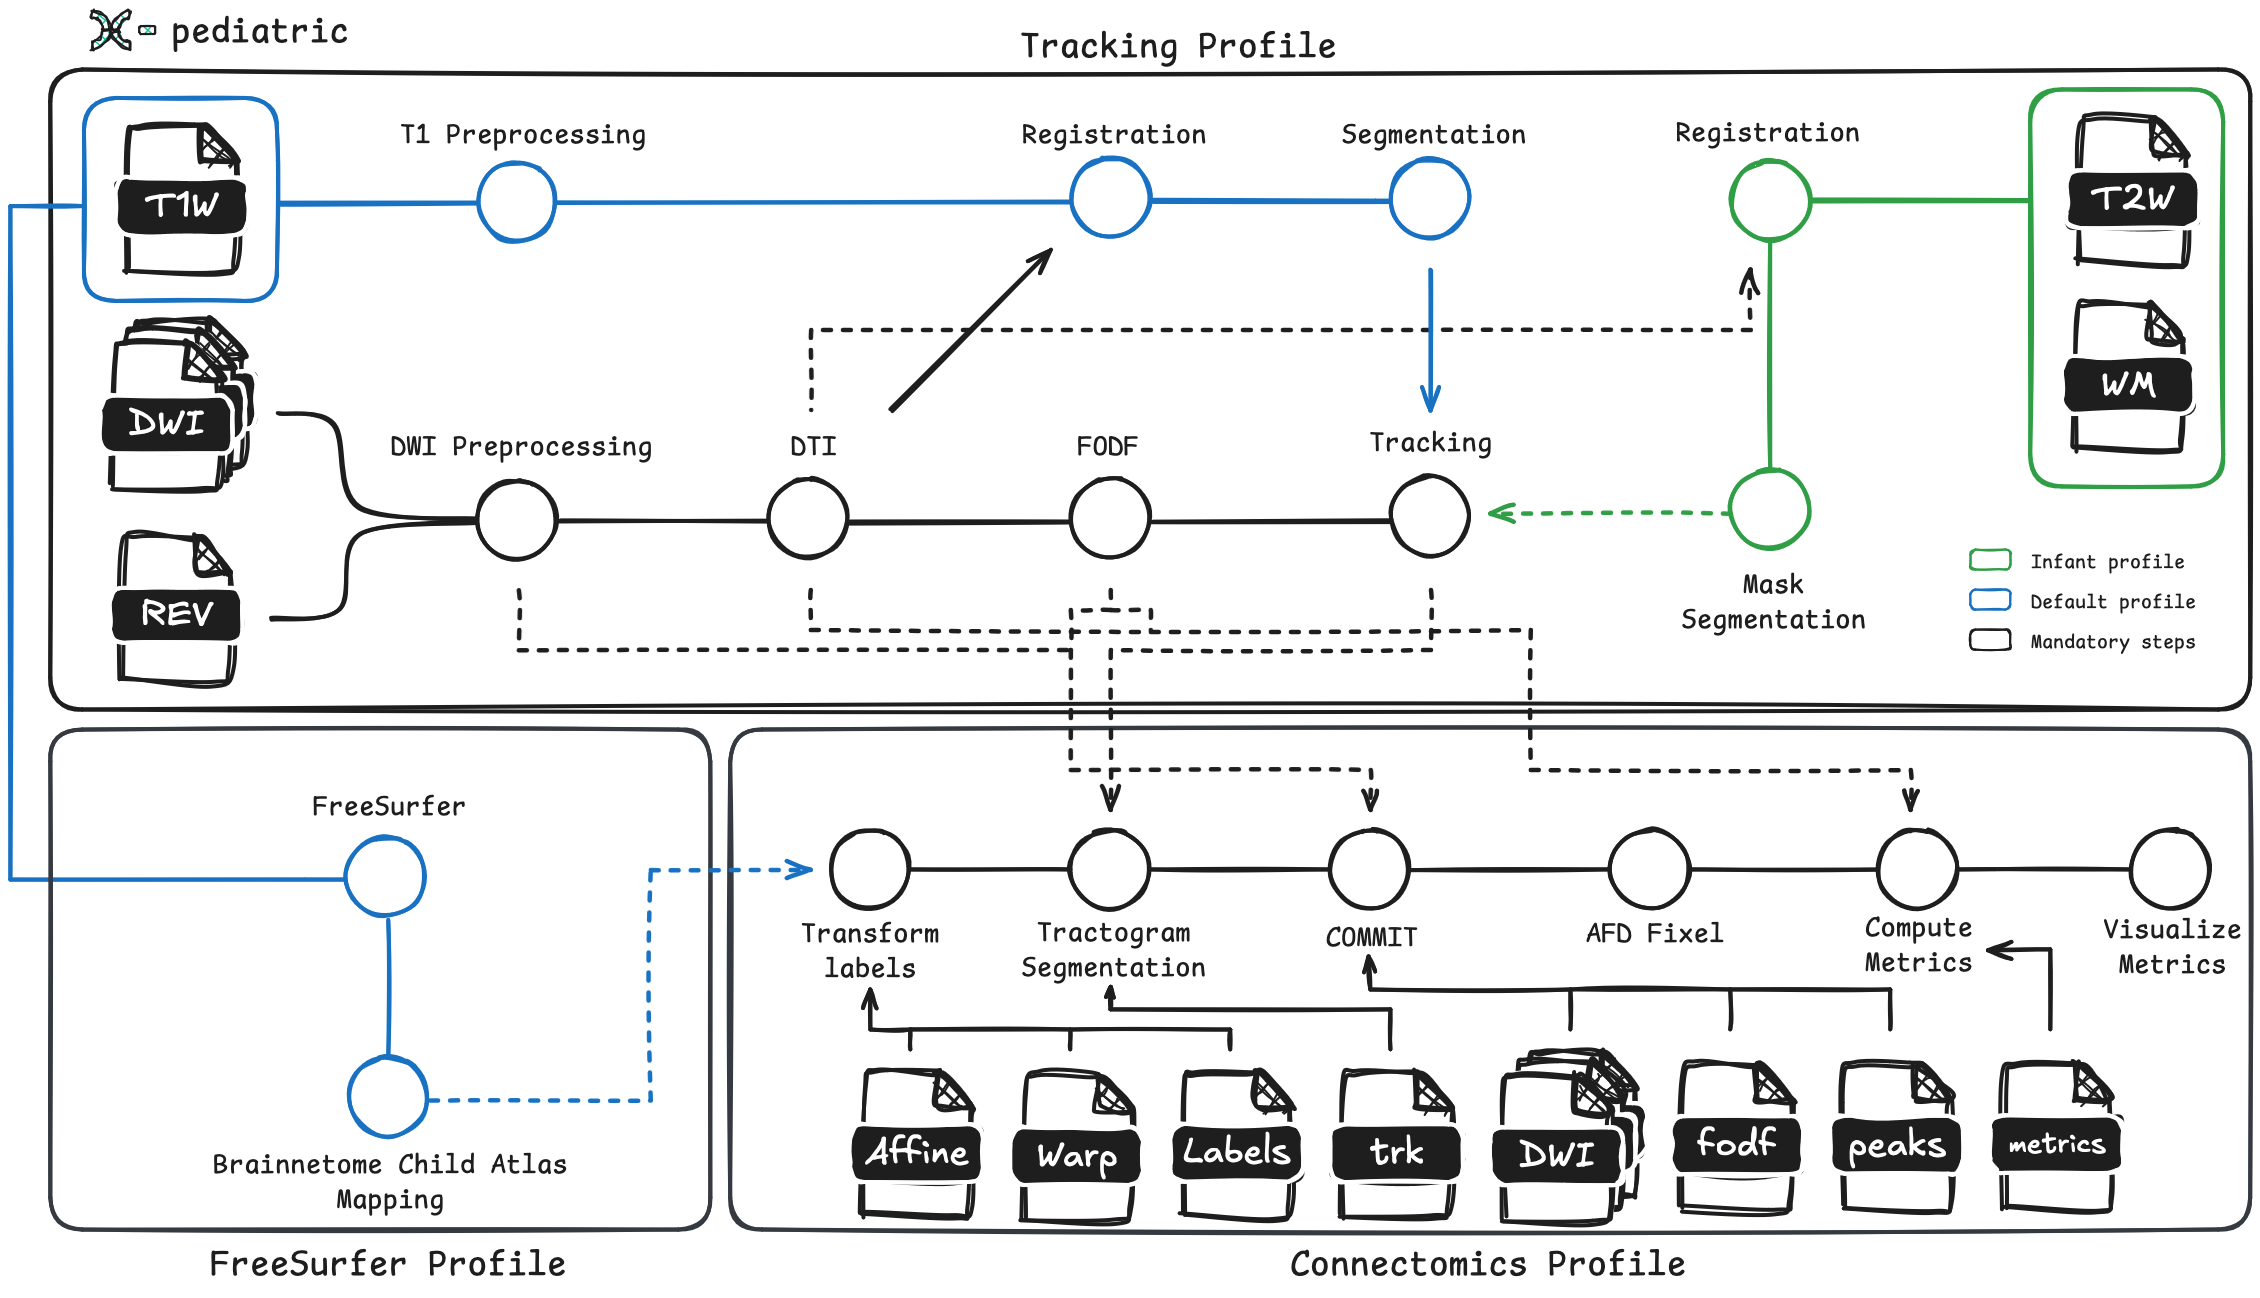 pediatric
Tracking Profile
T1W
T1 Preprocessing
Registration
Segmentation
Registration
T2W
WM
DWI
DWI Preprocessing
DTI
FODF
Tracking
REV
Mask
Segmentation
Infant profile
Default profile
Mandatory steps
FreeSurfer
Brainnetome Child Atlas
Mapping
FreeSurfer Profile
Transform
labels
Tractogram
Segmentation
COMMIT
AFD Fixel
Compute
Metrics
Visualize
Metrics
Affine
Warp
Labels
trk
DWI
fodf
peaks
metrics
Connectomics Profile